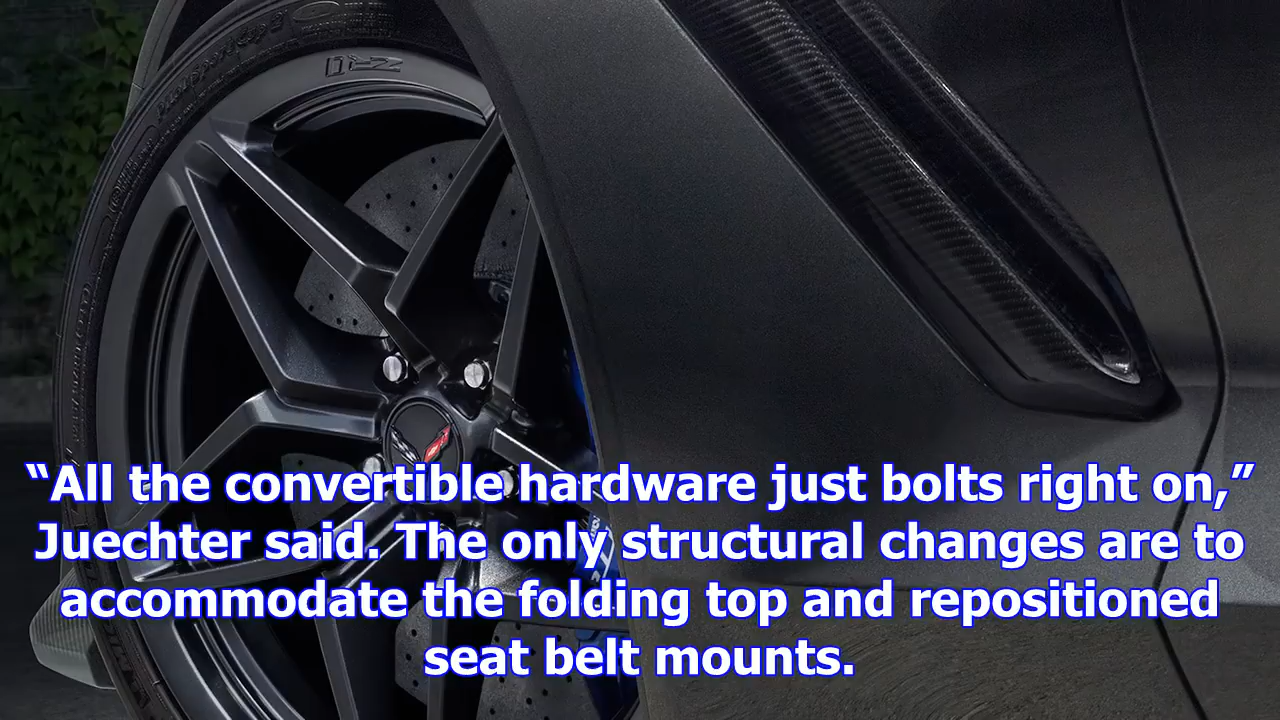 ZR1
“All the convertible hardware just bolts right on,”
Juechter said. The only structural changes are to
accommodate the folding top and repositioned
seat belt mounts.